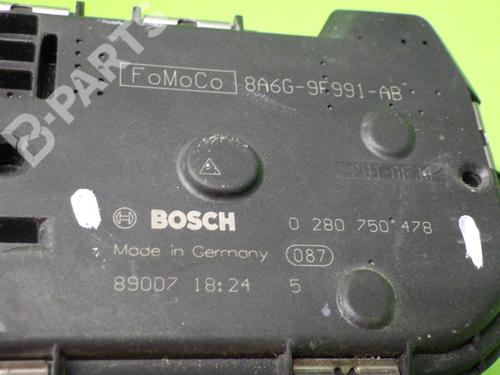 FoMoCo 8A6G-9F991-AB
BOSCH 0 280 750 478
Made in Germany 087
89007 18:24 5
B-PARTS